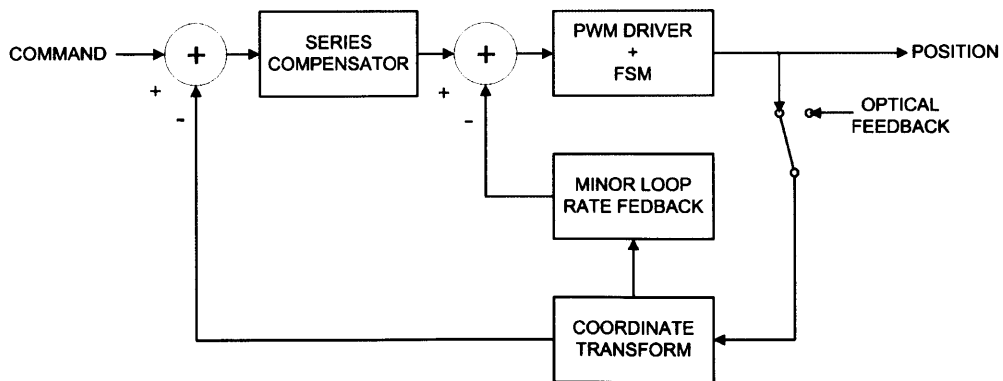 COMMAND
+
-
+
SERIES
COMPENSATOR
+
-
+
PWM DRIVER
+
FSM
POSITION
OPTICAL
FEEDBACK
MINOR LOOP
RATE FEDBACK
COORDINATE
TRANSFORM